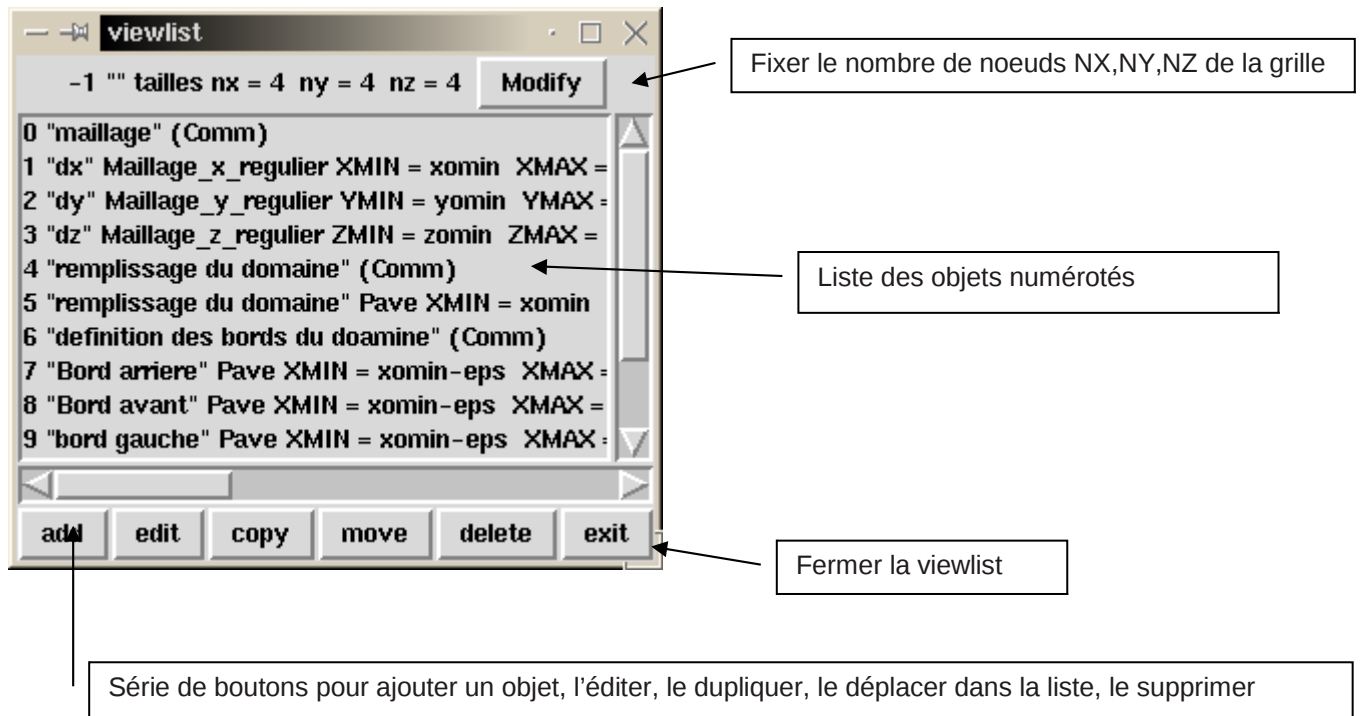 viewlist
-1 "" tailles nx = 4 ny = 4 nz = 4 Modify
Fixer le nombre de noeuds NX,NY,NZ de la grille
0 "maillage" (Comm)
1 "dx" Maillage_x_regulier XMIN = xomin XMAX =
2 "dy" Maillage_y_regulier YMIN = yomin YMAX =
3 "dz" Maillage_z_regulier ZMIN = zomin ZMAX =
4 "remplissage du domaine" (Comm)
5 "remplissage du domaine" Pave XMIN = xomin
6 "definition des bords du doamine" (Comm)
7 "Bord arriere" Pave XMIN = xomin-eps XMAX =
8 "Bord avant" Pave XMIN = xomin-eps XMAX =
9 "bord gauche" Pave XMIN = xomin-eps XMAX =
Liste des objets numérotés
add edit copy move delete exit
Fermer la viewlist
Série de boutons pour ajouter un objet, l’éditer, le dupliquer, le déplacer dans la liste, le supprimer